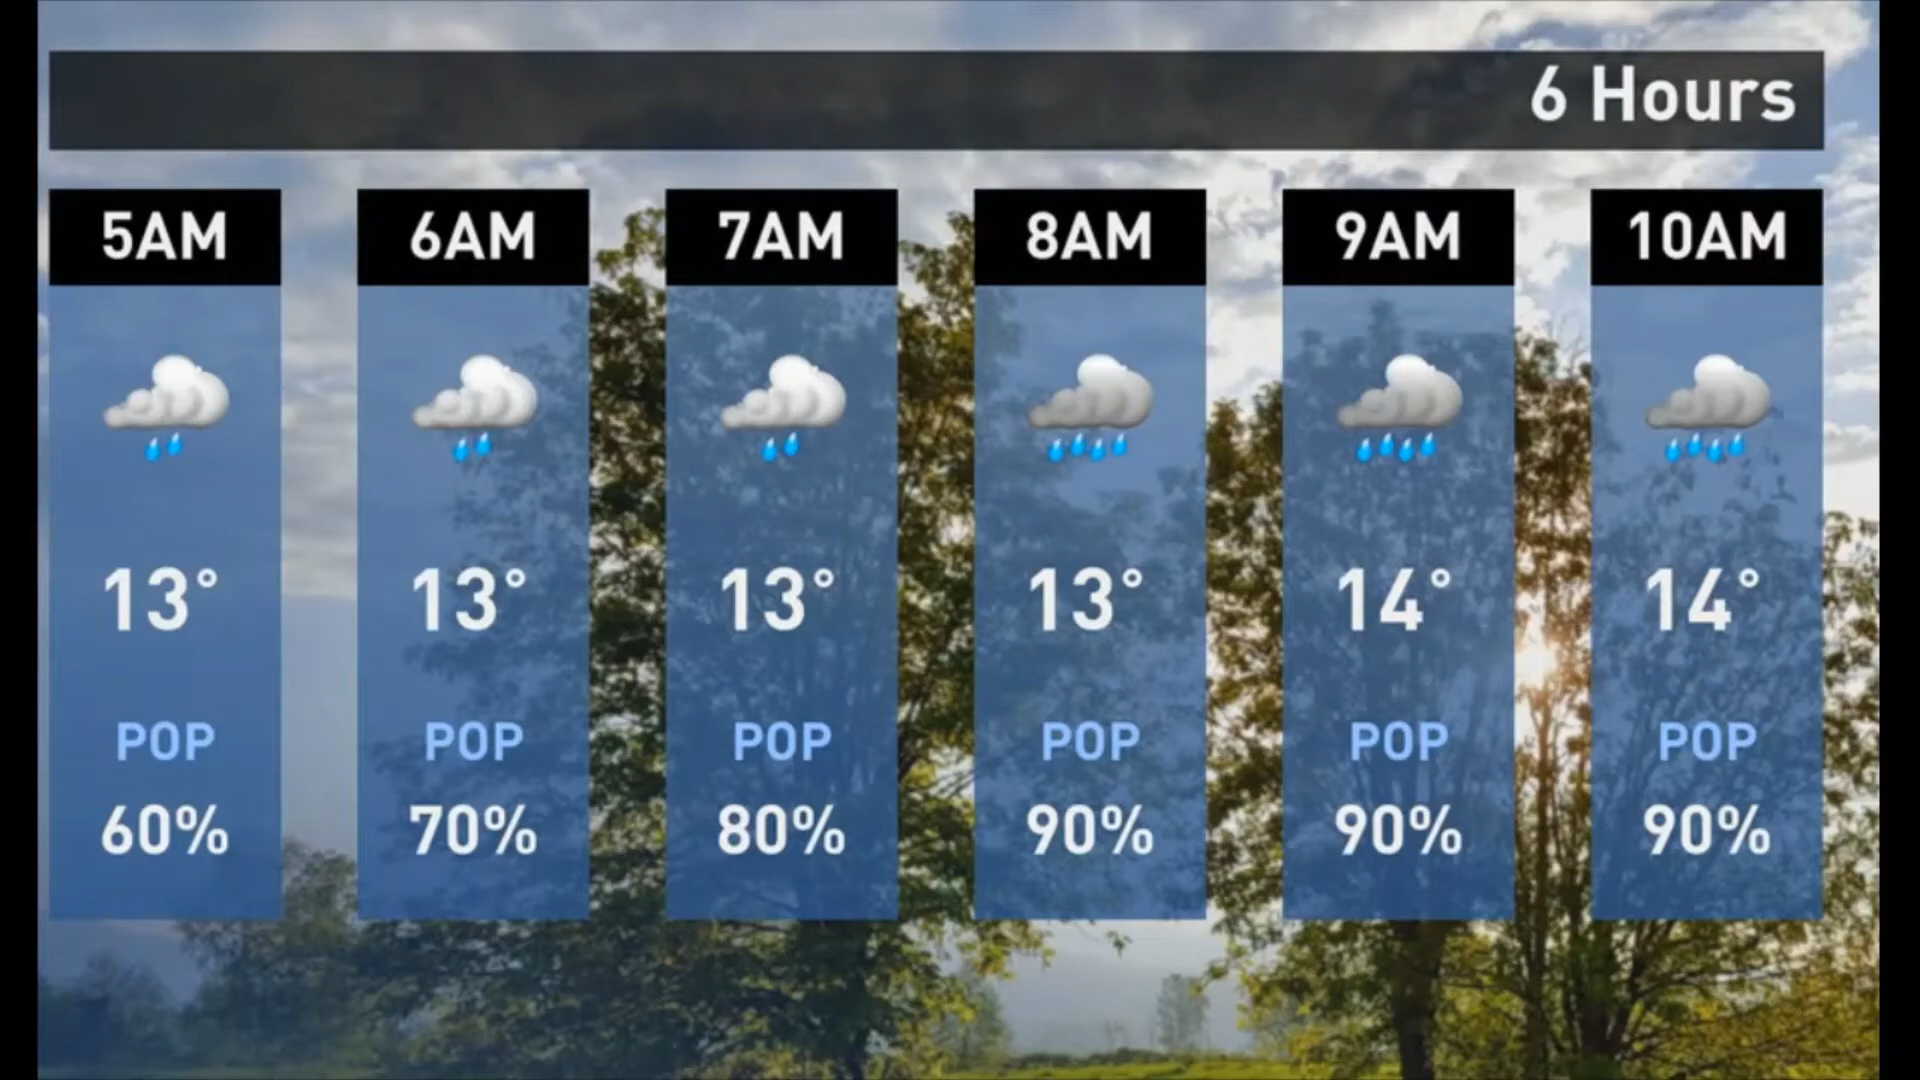 6 Hours
5AM 6AM 7AM 8AM 9AM 10AM
13° 13° 13° 13° 14° 14°
POP POP POP POP POP POP
60% 70% 80% 90% 90% 90%